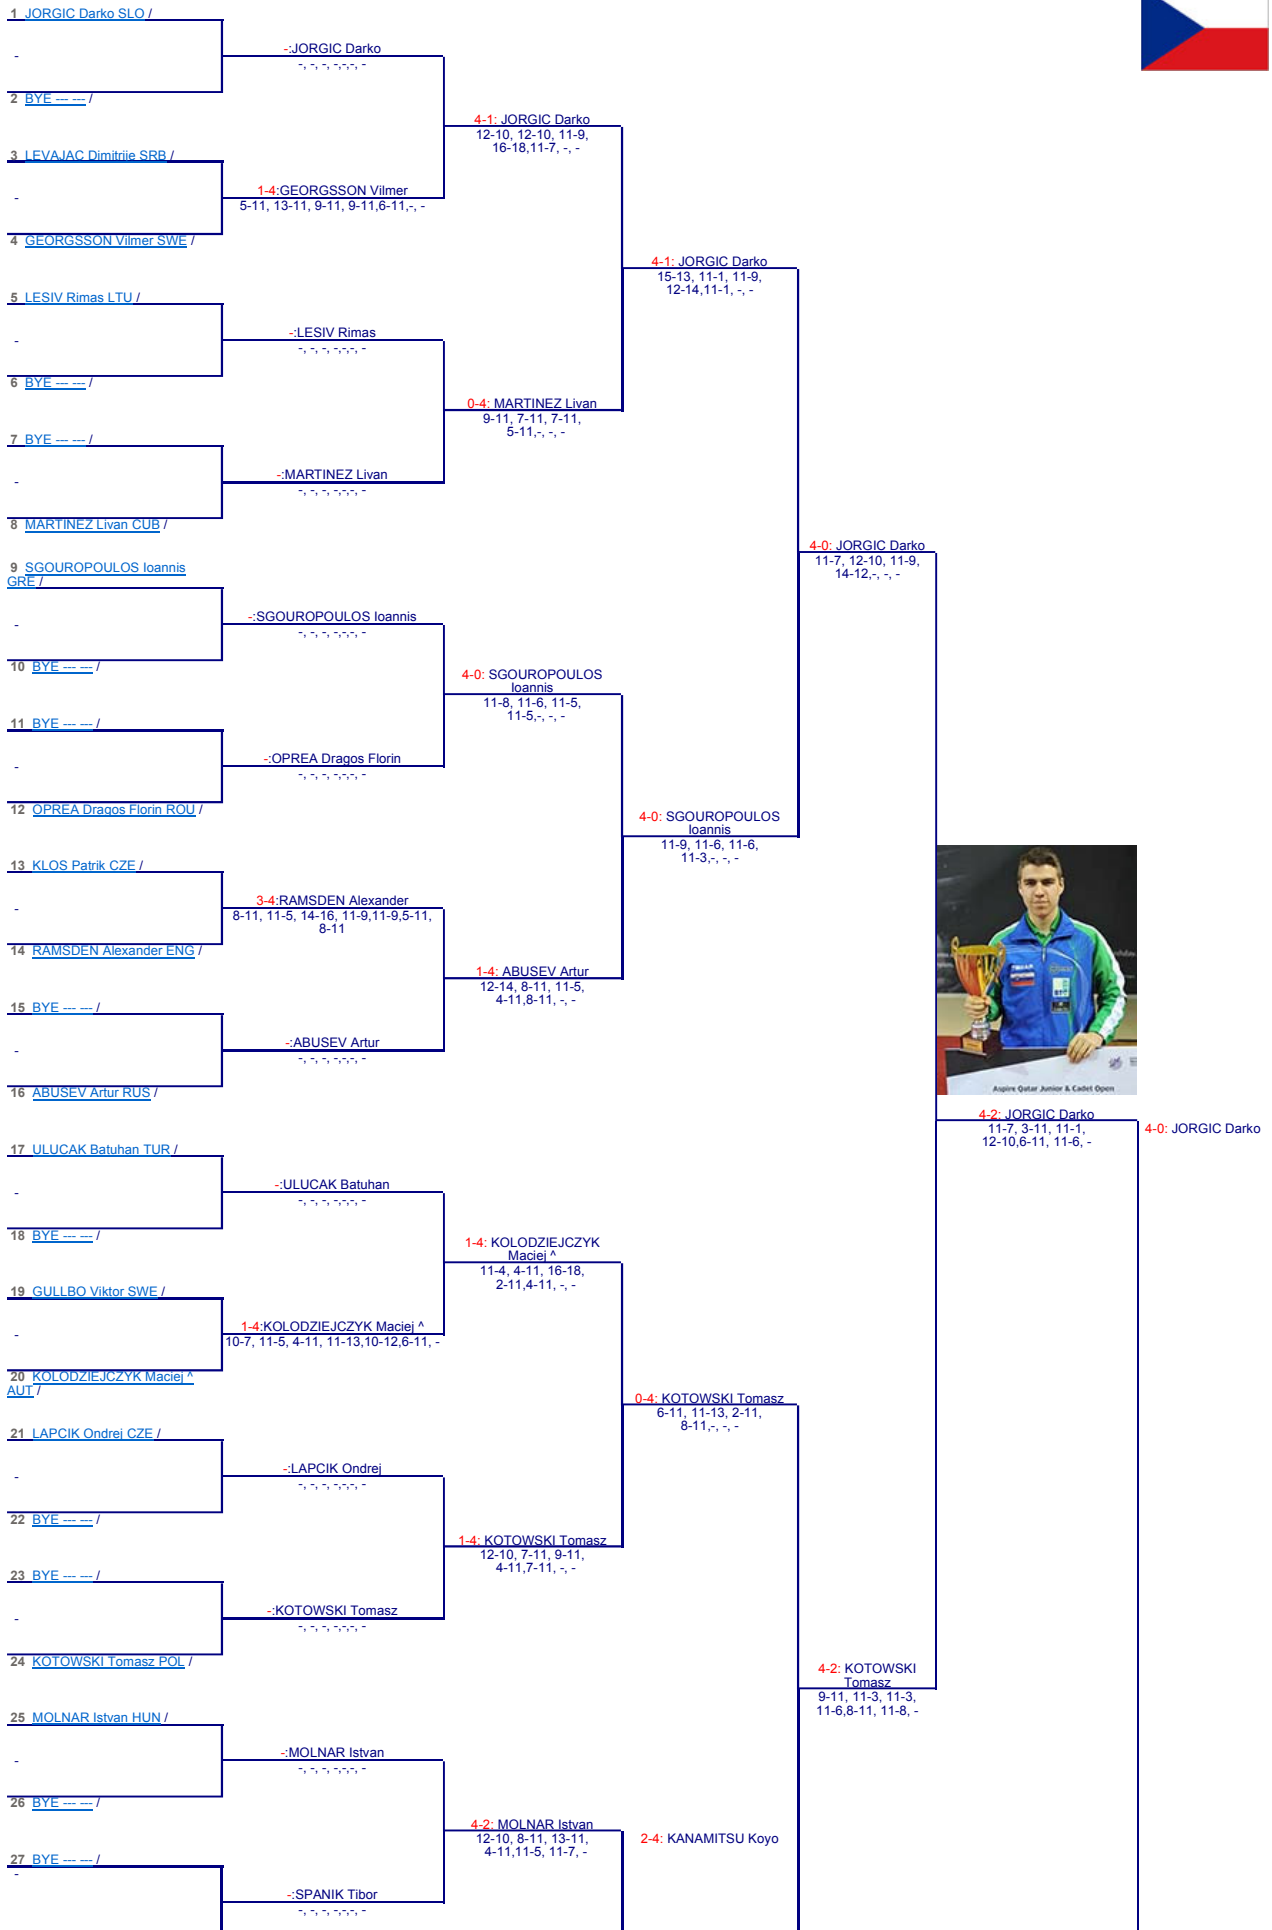 1 JORGIC Darko SLO /
-
2 BYE --- --- /
-:JORGIC Darko
-, -, -, -,-,-, -
3 LEVAJAC Dimitrije SRB /
-
4 GEORGSSON Vilmer SWE /
1-4:GEORGSSON Vilmer
5-11, 13-11, 9-11, 9-11,6-11,-, -
4-1: JORGIC Darko
12-10, 12-10, 11-9,
16-18,11-7, -, -
5 LESIV Rimas LTU /
-
6 BYE --- --- /
-:LESIV Rimas
-, -, -, -,-,-, -
7 BYE --- --- /
-
8 MARTINEZ Livan CUB /
-:MARTINEZ Livan
-, -, -, -,-,-, -
0-4: MARTINEZ Livan
9-11, 7-11, 7-11,
5-11,-, -, -
4-1: JORGIC Darko
15-13, 11-1, 11-9,
12-14,11-1, -, -
9 SGOUROPOULOS Ioannis
GRE /
-
10 BYE --- --- /
-:SGOUROPOULOS Ioannis
-, -, -, -,-,-, -
11 BYE --- --- /
-
12 OPREA Dragos Florin ROU /
-:OPREA Dragos Florin
-, -, -, -,-,-, -
4-0: SGOUROPOULOS
Ioannis
11-8, 11-6, 11-5,
11-5,-, -, -
13 KLOS Patrik CZE /
-
14 RAMSDEN Alexander ENG /
3-4:RAMSDEN Alexander
8-11, 11-5, 14-16, 11-9,11-9,5-11,
8-11
15 BYE --- --- /
-
16 ABUSEV Artur RUS /
-:ABUSEV Artur
-, -, -, -,-,-, -
1-4: ABUSEV Artur
12-14, 8-11, 11-5,
4-11,8-11, -, -
4-0: SGOUROPOULOS
Ioannis
11-9, 11-6, 11-6,
11-3,-, -, -
4-0: JORGIC Darko
11-7, 12-10, 11-9,
14-12,-, -, -
17 ULUCAK Batuhan TUR /
-
18 BYE --- --- /
-:ULUCAK Batuhan
-, -, -, -,-,-, -
19 GULLBO Viktor SWE /
-
20 KOLODZIEJCZYK Maciej ^
AUT /
1-4:KOLODZIEJCZYK Maciej ^
10-7, 11-5, 4-11, 11-13,10-12,6-11, -
1-4: KOLODZIEJCZYK
Maciej ^
11-4, 4-11, 16-18,
2-11,4-11, -, -
21 LAPCIK Ondrej CZE /
-
22 BYE --- --- /
-:LAPCIK Ondrej
-, -, -, -,-,-, -
23 BYE --- --- /
-
24 KOTOWSKI Tomasz POL /
-:KOTOWSKI Tomasz
-, -, -, -,-,-, -
1-4: KOTOWSKI Tomasz
12-10, 7-11, 9-11,
4-11,7-11, -, -
0-4: KOTOWSKI Tomasz
6-11, 11-13, 2-11,
8-11,-, -, -
25 MOLNAR Istvan HUN /
-
26 BYE --- --- /
-:MOLNAR Istvan
-, -, -, -,-,-, -
27 BYE --- --- /
-
-:SPANIK Tibor
-, -, -, -,-,-, -
4-2: MOLNAR Istvan
12-10, 8-11, 13-11,
4-11,11-5, 11-7, -
2-4: KANAMITSU Koyo
4-2: KOTOWSKI
Tomasz
9-11, 11-3, 11-3,
11-6,8-11, 11-8, -
Aspire Qatar Junior & Cadet Open
4-2: JORGIC Darko
11-7, 3-11, 11-1,
12-10,6-11, 11-6, -
4-0: JORGIC Darko